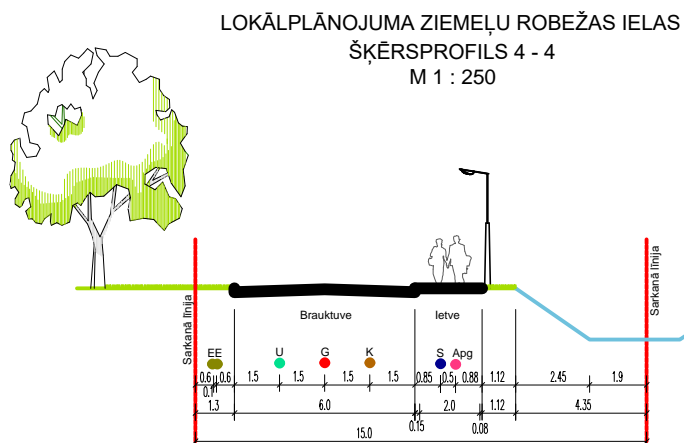 LOKĀLPLĀNOJUMA ZIEMEĻU ROBEŽAS IELAS
ŠĶĒRSPROFILS 4 - 4
M 1 : 250
Sarkanā līnija
Sarkanā līnija
Brauktuve Ietve
EE U G K S Apg
0.6 0.6 1.5 1.5 1.5 1.5 0.85 0.5 0.88 1.12 2.45 1.9
0.1
1.3 6.0 2.0 1.12 4.35
0.15 0.08
15.0